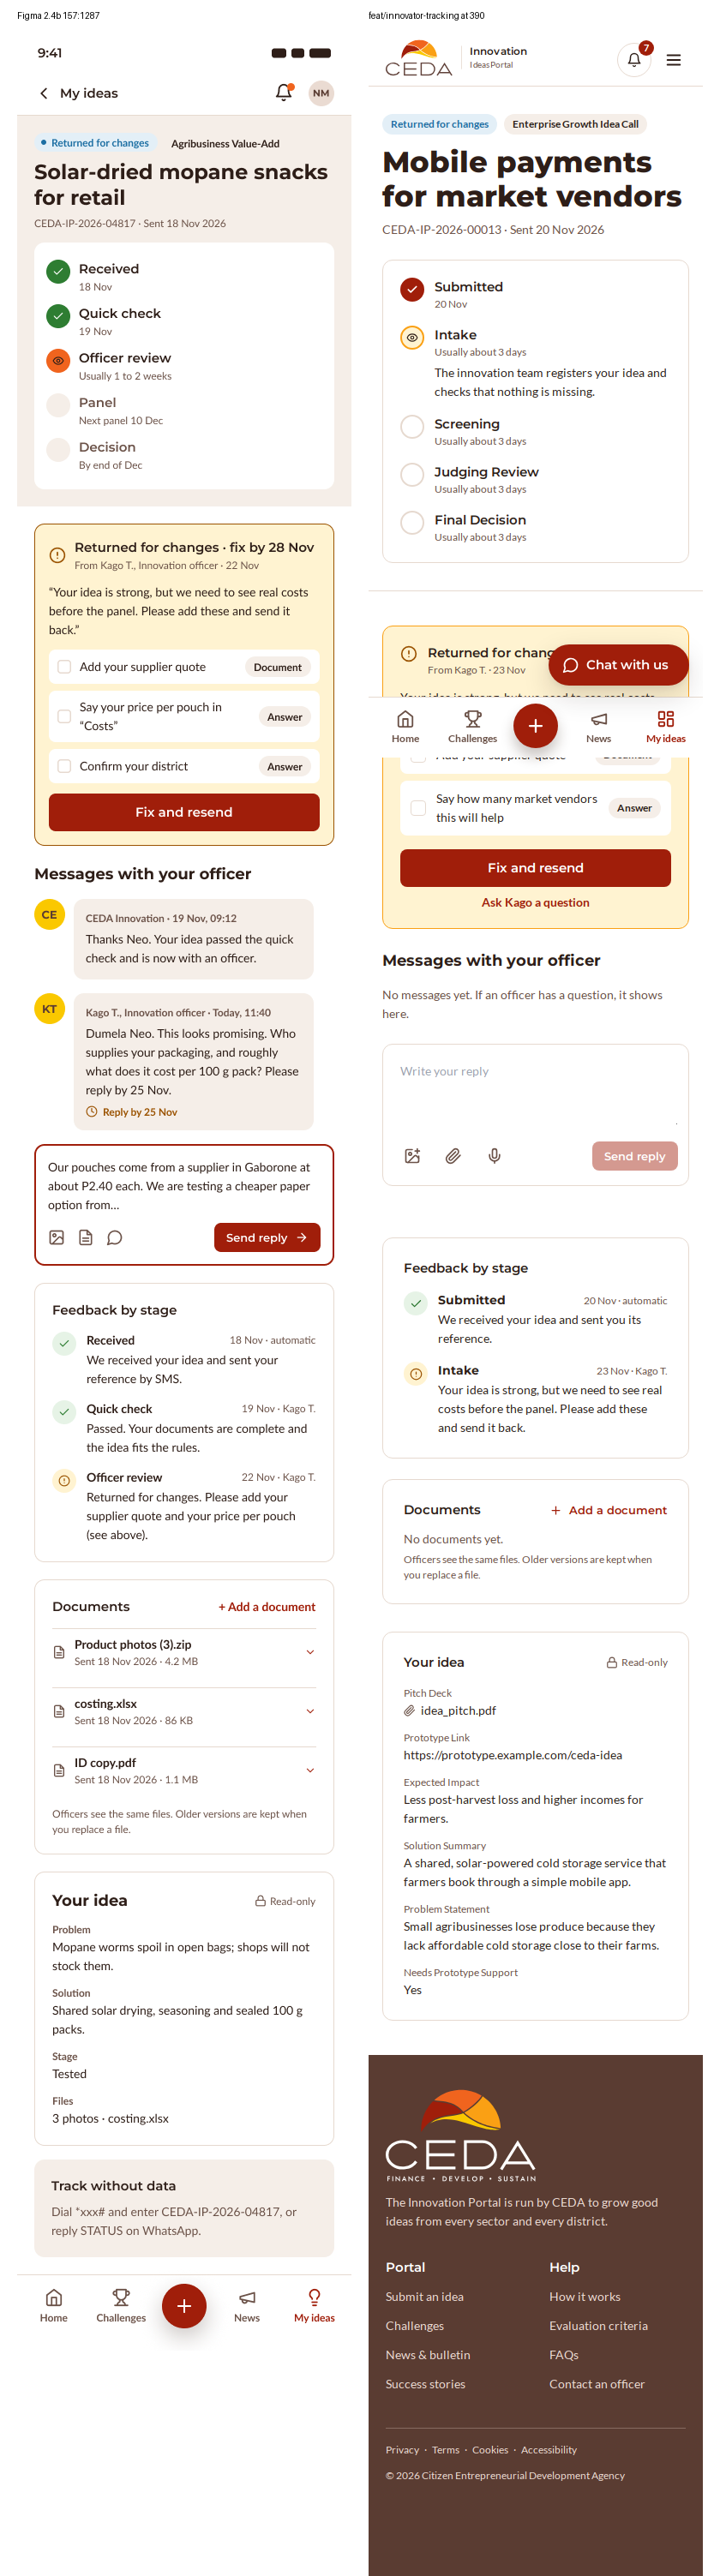 Figma 2.4b 157:1287
9:41
My ideas
NM
Returned for changes
Agribusiness Value-Add
Solar-dried mopane snacks
for retail
CEDA-IP-2026-04817 · Sent 18 Nov 2026
Received
18 Nov
Quick check
19 Nov
Officer review
Usually 1 to 2 weeks
Panel
Next panel 10 Dec
Decision
By end of Dec
Returned for changes · fix by 28 Nov
From Kago T., Innovation officer · 22 Nov
“Your idea is strong, but we need to see real costs
before the panel. Please add these and send it
back.”
Add your supplier quote
Document
Say your price per pouch in
“Costs”
Answer
Confirm your district
Answer
Fix and resend
Messages with your officer
CE
CEDA Innovation · 19 Nov, 09:12
Thanks Neo. Your idea passed the quick
check and is now with an officer.
KT
Kago T., Innovation officer · Today, 11:40
Dumela Neo. This looks promising. Who
supplies your packaging, and roughly
what does it cost per 100 g pack? Please
reply by 25 Nov.
Reply by 25 Nov
Our pouches come from a supplier in Gaborone at
about P2.40 each. We are testing a cheaper paper
option from...
Send reply
Feedback by stage
Received
18 Nov · automatic
We received your idea and sent your
reference by SMS.
Quick check
19 Nov · Kago T.
Passed. Your documents are complete and
the idea fits the rules.
Officer review
22 Nov · Kago T.
Returned for changes. Please add your
supplier quote and your price per pouch
(see above).
Documents
+ Add a document
Product photos (3).zip
Sent 18 Nov 2026 · 4.2 MB
costing.xlsx
Sent 18 Nov 2026 · 86 KB
ID copy.pdf
Sent 18 Nov 2026 · 1.1 MB
Officers see the same files. Older versions are kept when
you replace a file.
Your idea
Read-only
Problem
Mopane worms spoil in open bags; shops will not
stock them.
Solution
Shared solar drying, seasoning and sealed 100 g
packs.
Stage
Tested
Files
3 photos · costing.xlsx
Track without data
Dial *xxx# and enter CEDA-IP-2026-04817, or
reply STATUS on WhatsApp.
Home
Challenges
News
My ideas
feat/innovator-tracking at 390
CEDA
Innovation
Ideas Portal
7
Returned for changes
Enterprise Growth Idea Call
Mobile payments
for market vendors
CEDA-IP-2026-00013 · Sent 20 Nov 2026
Submitted
20 Nov
Intake
Usually about 3 days
The innovation team registers your idea and
checks that nothing is missing.
Screening
Usually about 3 days
Judging Review
Usually about 3 days
Final Decision
Usually about 3 days
Returned for chang
From Kago T. · 23 Nov
Chat with us
Home
Challenges
News
My ideas
Say how many market vendors
this will help
Answer
Fix and resend
Ask Kago a question
Messages with your officer
No messages yet. If an officer has a question, it shows
here.
Write your reply
Send reply
Feedback by stage
Submitted
20 Nov · automatic
We received your idea and sent you its
reference.
Intake
23 Nov · Kago T.
Your idea is strong, but we need to see real
costs before the panel. Please add these
and send it back.
Documents
+ Add a document
No documents yet.
Officers see the same files. Older versions are kept when
you replace a file.
Your idea
Read-only
Pitch Deck
idea_pitch.pdf
Prototype Link
https://prototype.example.com/ceda-idea
Expected Impact
Less post-harvest loss and higher incomes for
farmers.
Solution Summary
A shared, solar-powered cold storage service that
farmers book through a simple mobile app.
Problem Statement
Small agribusinesses lose produce because they
lack affordable cold storage close to their farms.
Needs Prototype Support
Yes
CEDA
FINANCE • DEVELOP • SUSTAIN
The Innovation Portal is run by CEDA to grow good
ideas from every sector and every district.
Portal
Help
Submit an idea
How it works
Challenges
Evaluation criteria
News & bulletin
FAQs
Success stories
Contact an officer
Privacy · Terms · Cookies · Accessibility
© 2026 Citizen Entrepreneurial Development Agency